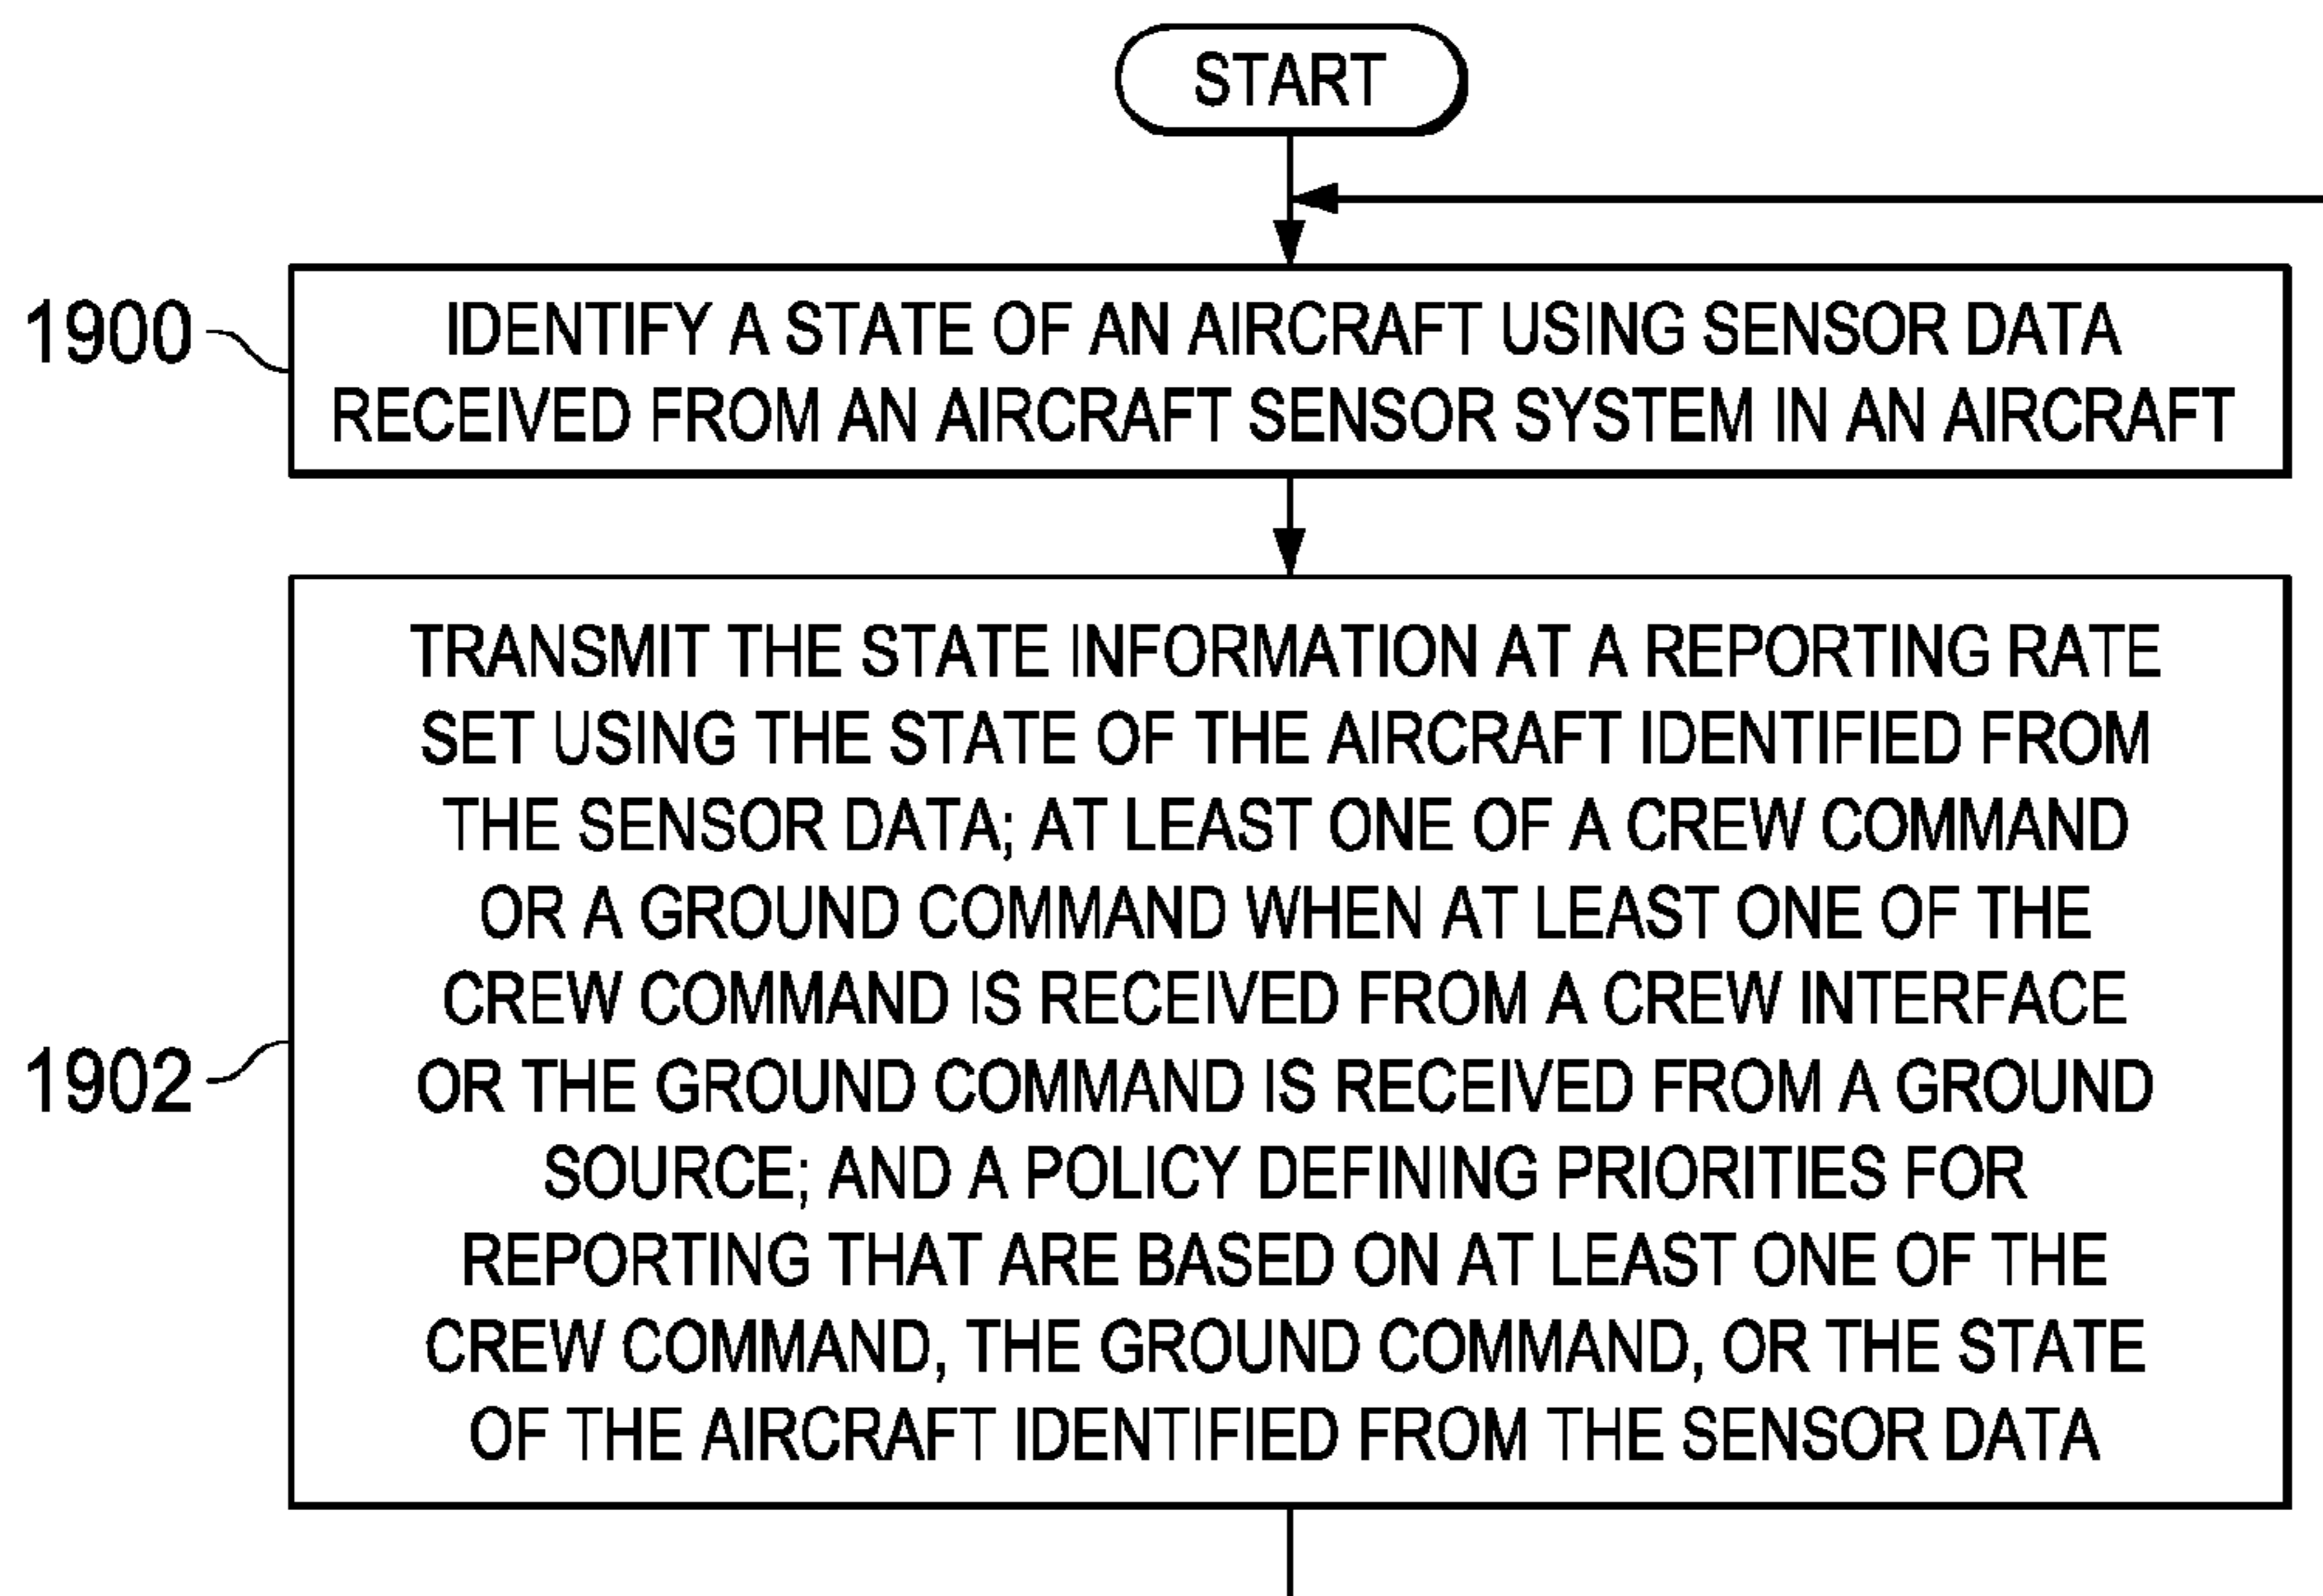 START
1900
IDENTIFY A STATE OF AN AIRCRAFT USING SENSOR DATA
RECEIVED FROM AN AIRCRAFT SENSOR SYSTEM IN AN AIRCRAFT
1902
TRANSMIT THE STATE INFORMATION AT A REPORTING RATE
SET USING THE STATE OF THE AIRCRAFT IDENTIFIED FROM
THE SENSOR DATA; AT LEAST ONE OF A CREW COMMAND
OR A GROUND COMMAND WHEN AT LEAST ONE OF THE
CREW COMMAND IS RECEIVED FROM A CREW INTERFACE
OR THE GROUND COMMAND IS RECEIVED FROM A GROUND
SOURCE; AND A POLICY DEFINING PRIORITIES FOR
REPORTING THAT ARE BASED ON AT LEAST ONE OF THE
CREW COMMAND, THE GROUND COMMAND, OR THE STATE
OF THE AIRCRAFT IDENTIFIED FROM THE SENSOR DATA